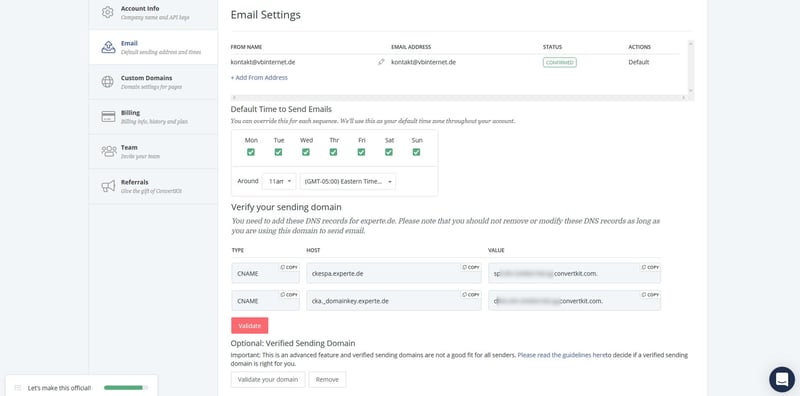 Account Info
Company name and API keys
Email
Default sending address and times
Custom Domains
Domain settings for pages
Billing
Billing info, history and plan
Team
Invite your team
Referrals
Give the gift of ConvertKit
Let's make this official!
Email Settings
FROM NAME EMAIL ADDRESS STATUS ACTIONS
kontakt@vbinternet.de kontakt@vbinternet.de CONFIRMED Default
+ Add From Address
Default Time to Send Emails
You can override this for each sequence. We'll use this as your default time zone throughout your account.
Mon Tue Wed Thr Fri Sat Sun
Around 11am (GMT-05:00) Eastern Time...
Verify your sending domain
You need to add these DNS records for experte.de. Please note that you should not remove or modify these DNS records as long as
you are using this domain to send email.
TYPE HOST VALUE
CNAME COPY ckespa.experte.de COPY sp convertkit.com. COPY
CNAME COPY cka._domainkey.experte.de COPY convertkit.com. COPY
Validate
Optional: Verified Sending Domain
Important: This is an advanced feature and verified sending domains are not a good fit for all senders. Please read the guidelines hereto decide if a verified sending
domain is right for you.
Validate your domain Remove